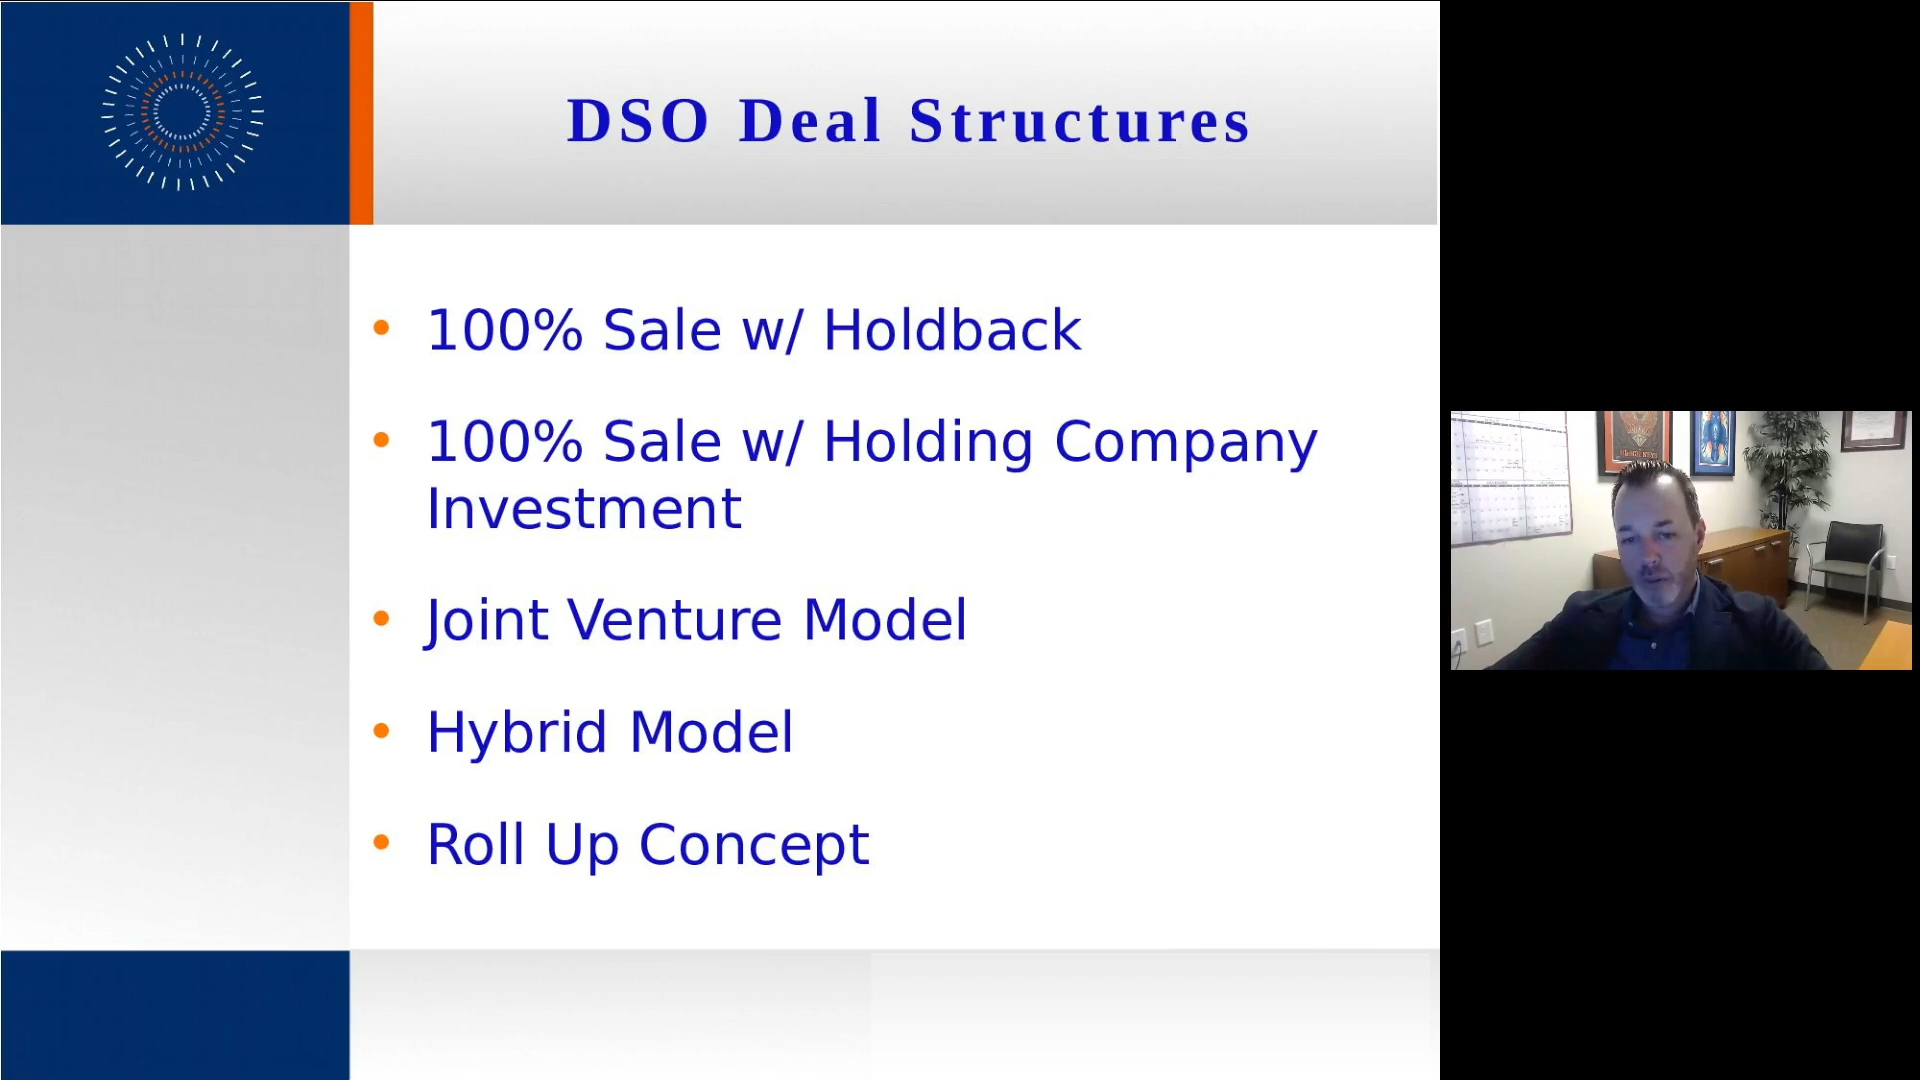 DSO Deal Structures
• 100% Sale w/ Holdback
• 100% Sale w/ Holding Company
Investment
• Joint Venture Model
• Hybrid Model
• Roll Up Concept